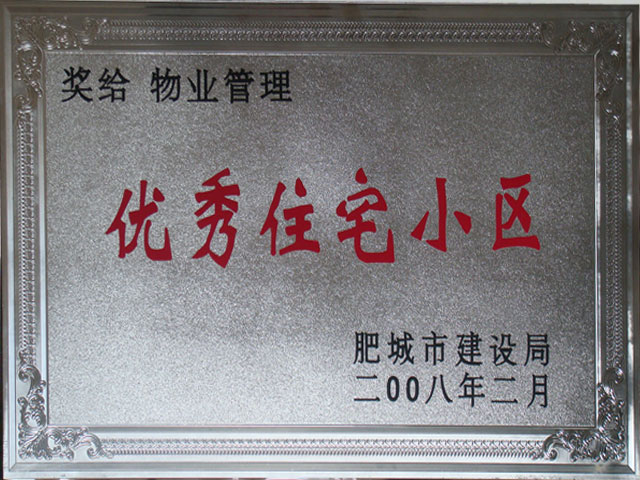 奖给 物业管理
优秀住宅小区
肥城市建设局
二00八年二月